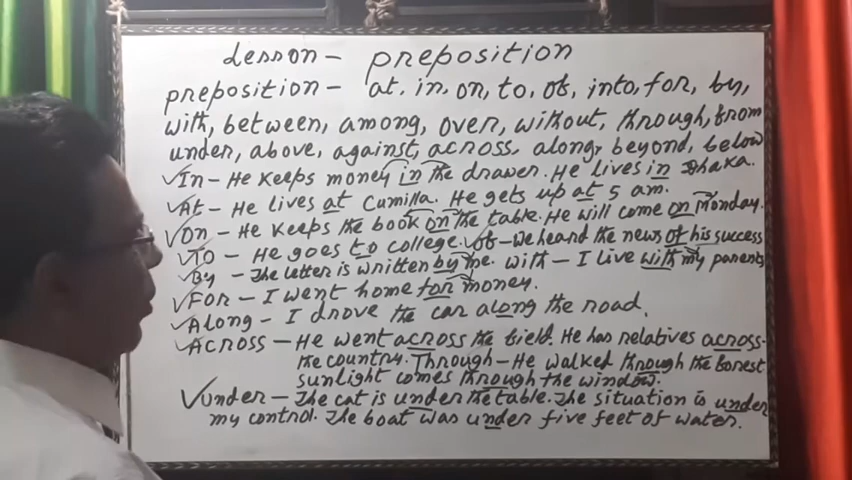 Lesson - preposition
preposition - at, in, on, to, of, into, for, by,
with, between, among, over, without, through, from
under, above, against, across, along, beyond, below
In - He keeps money in the drawer. He lives in Dhaka.
At - He lives at Cumilla. He gets up at 5 am.
On - He keeps the book on the table. He will come on Monday.
To - He goes to college. Of - We heard the news of his success
By - The letter is written by me. with - I live with my parents
For - I went home for money.
Along - I drove the car along the road.
Across - He went across the field. He has relatives across
the country. Through - He walked through the forest
sunlight comes through the window.
under - The cat is under the table. The situation is under
my control. The boat was under five feet of water.